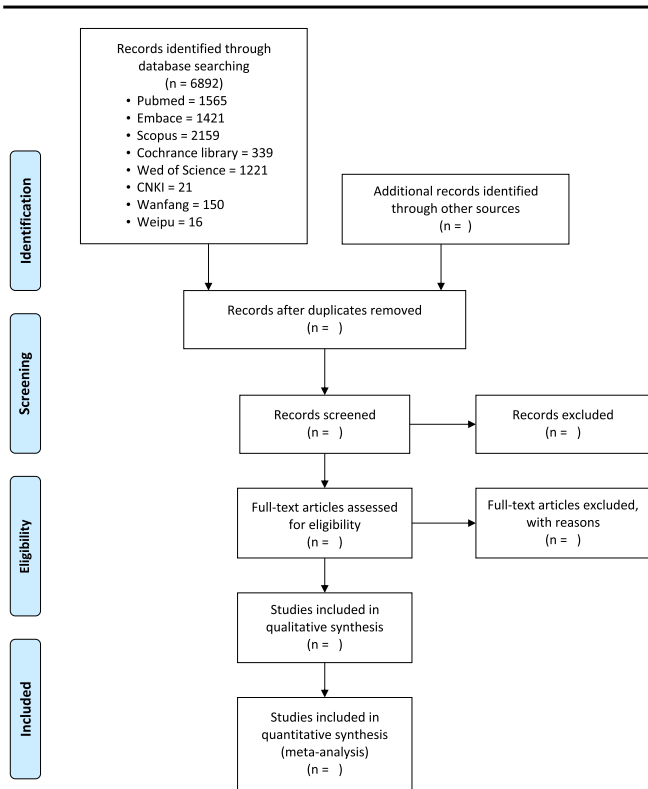 Records identified through
database searching
(n = 6892)
• Pubmed = 1565
• Embace = 1421
• Scopus = 2159
• Cochrance library = 339
• Wed of Science = 1221
• CNKI = 21
• Wanfang = 150
• Weipu = 16
Identification
Additional records identified
through other sources
(n = )
Records after duplicates removed
(n = )
Screening
Records screened
(n = )
Records excluded
(n = )
Eligibility
Full-text articles assessed
for eligibility
(n = )
Full-text articles excluded,
with reasons
(n = )
Studies included in
qualitative synthesis
(n = )
Included
Studies included in
quantitative synthesis
(meta-analysis)
(n = )